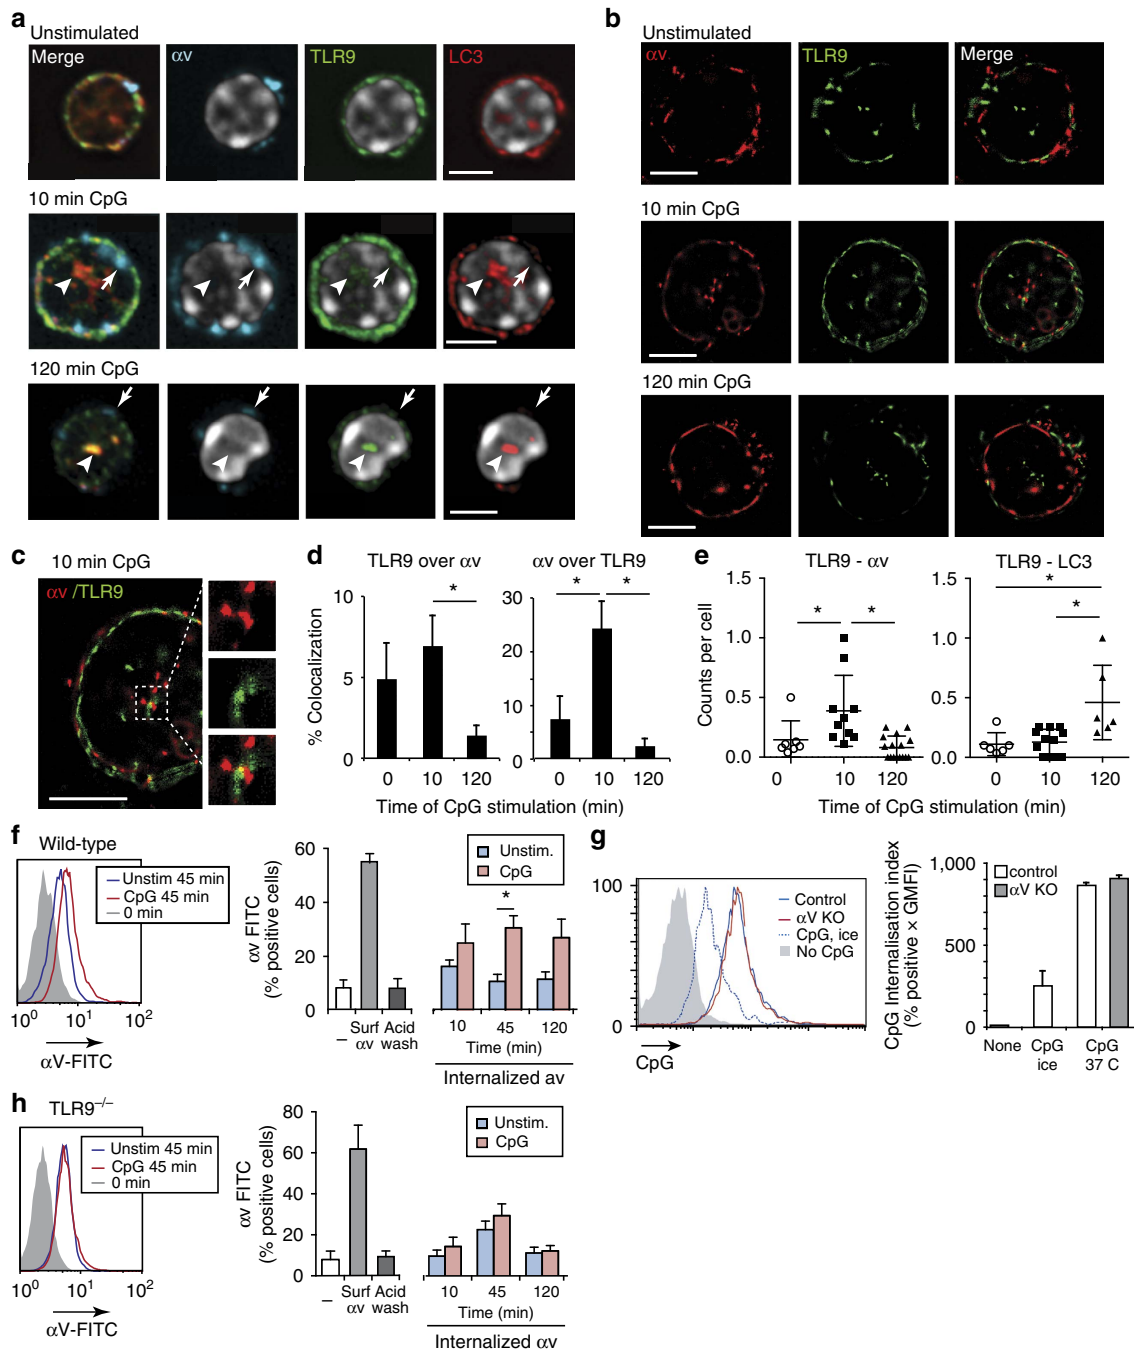 a
Unstimulated
Merge
αv
TLR9
LC3
10 min CpG
120 min CpG
b
Unstimulated
αv
TLR9
Merge
10 min CpG
120 min CpG
c
10 min CpG
αv /TLR9
d
TLR9 over αv
αv over TLR9
% Colocalization
10
5
0
*
30
20
10
0
* *
0 10 120
0 10 120
Time of CpG stimulation (min)
e
TLR9 - αv
TLR9 - LC3
Counts per cell
1.5
1.0
0.5
0.0
* *
1.5
1.0
0.5
0.0
*
*
0 10 120
0 10 120
Time of CpG stimulation (min)
f
Wild-type
Unstim 45 min
CpG 45 min
0 min
10⁰ 10¹ 10²
αV-FITC
αv FITC
(% positive cells)
60
40
20
0
Unstim.
CpG
*
– Surf αv Acid wash
10 45 120
Time (min)
Internalized av
g
100
0
Control
αV KO
CpG, ice
No CpG
CpG
CpG Internalisation index
(% positive × GMFI)
1,000
500
0
control
αV KO
None CpG ice CpG 37 C
h
TLR9⁻/⁻
Unstim 45 min
CpG 45 min
0 min
10⁰ 10¹ 10²
αV-FITC
αv FITC
(% positive cells)
80
60
40
20
0
Unstim.
CpG
– Surf αv Acid wash
10 45 120
Time (min)
Internalized αv